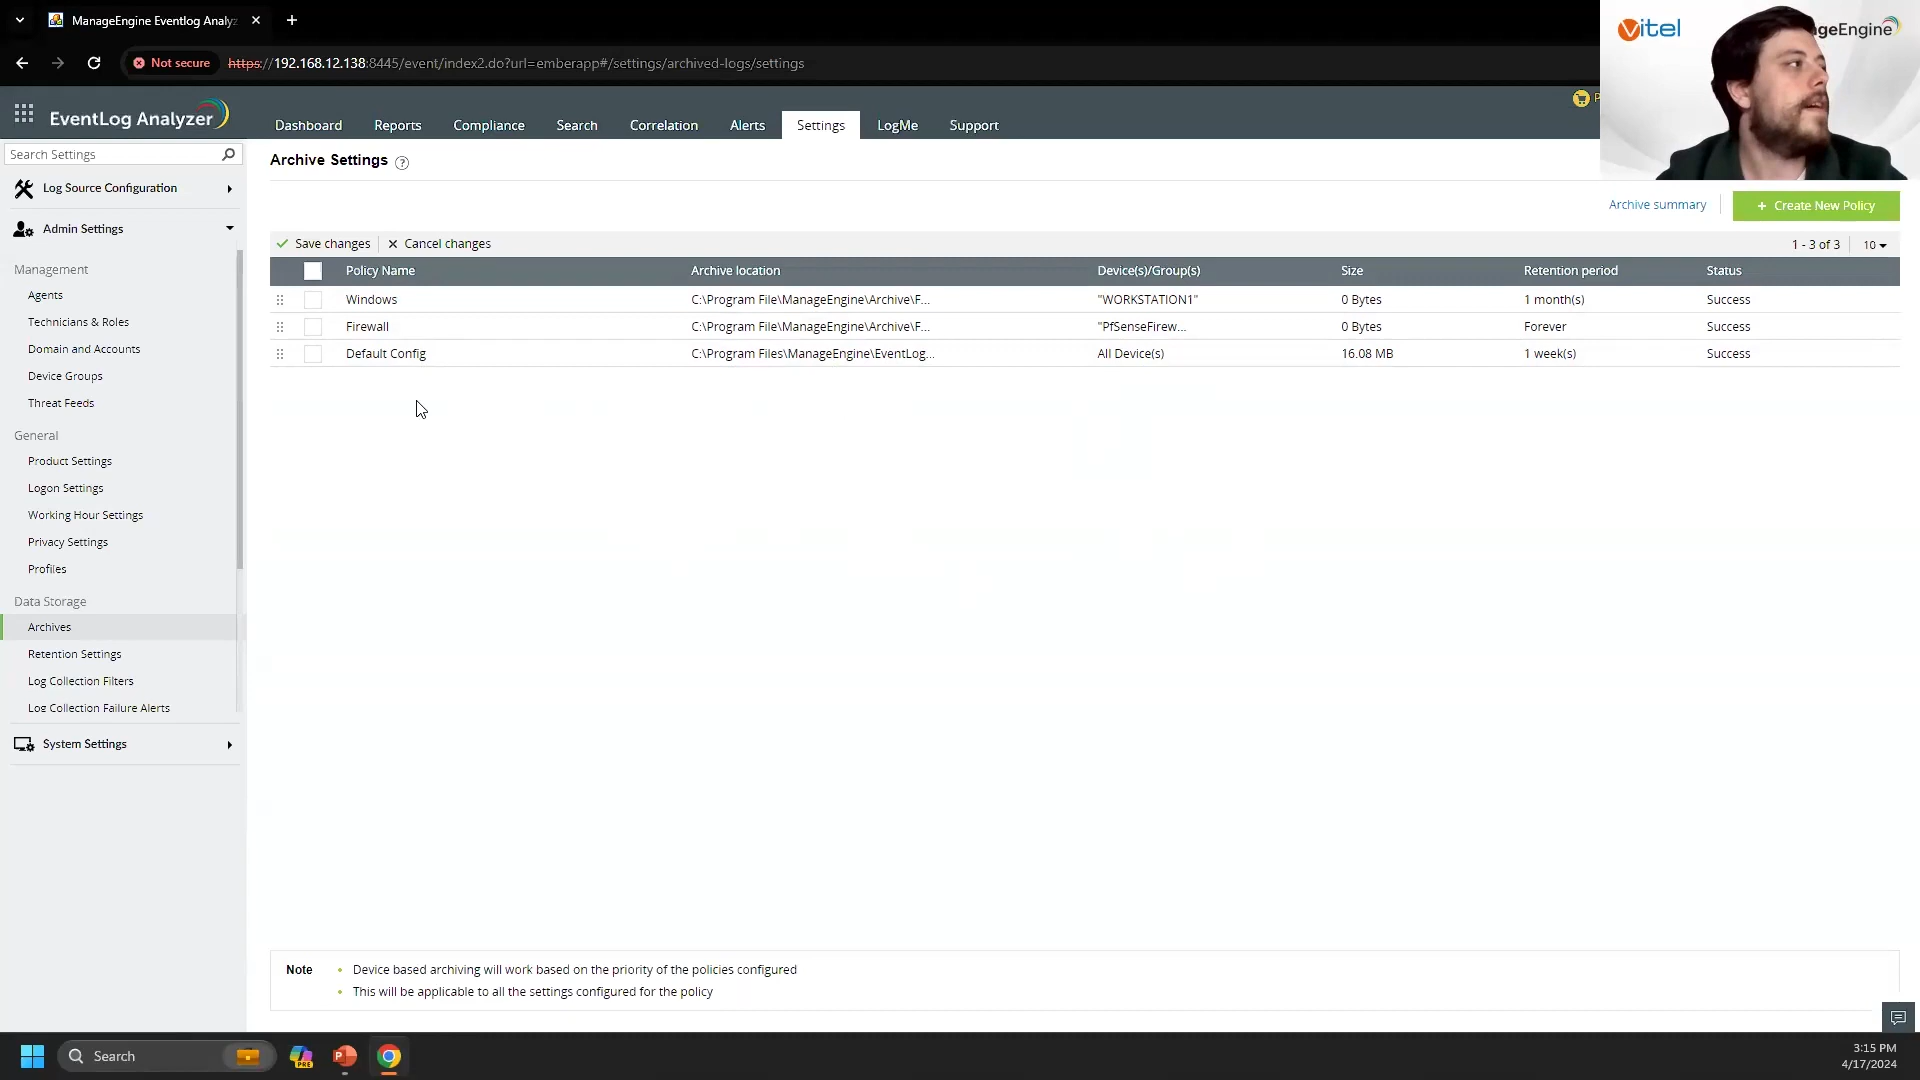 ManageEngine Eventlog Analy
Not secure https://192.168.12.138:8445/event/index2.do?url=emberapp#/settings/archived-logs/settings
Vitel
ageEngine
EventLog Analyzer
Dashboard Reports Compliance Search Correlation Alerts Settings LogMe Support
Search Settings
Archive Settings ?
Log Source Configuration
Archive summary + Create New Policy
Admin Settings
Save changes Cancel changes 1 - 3 of 3 10
Policy Name Archive location Device(s)/Group(s) Size Retention period Status
Windows C:\Program File\ManageEngine\Archive\F... "WORKSTATION1" 0 Bytes 1 month(s) Success
Firewall C:\Program File\ManageEngine\Archive\F... "PfSenseFirew... 0 Bytes Forever Success
Default Config C:\Program Files\ManageEngine\EventLog... All Device(s) 16.08 MB 1 week(s) Success
Management
Agents
Technicians & Roles
Domain and Accounts
Device Groups
Threat Feeds
General
Product Settings
Logon Settings
Working Hour Settings
Privacy Settings
Profiles
Data Storage
Archives
Retention Settings
Log Collection Filters
Log Collection Failure Alerts
System Settings
Note
Device based archiving will work based on the priority of the policies configured
This will be applicable to all the settings configured for the policy
Search
PRE
3:15 PM
4/17/2024